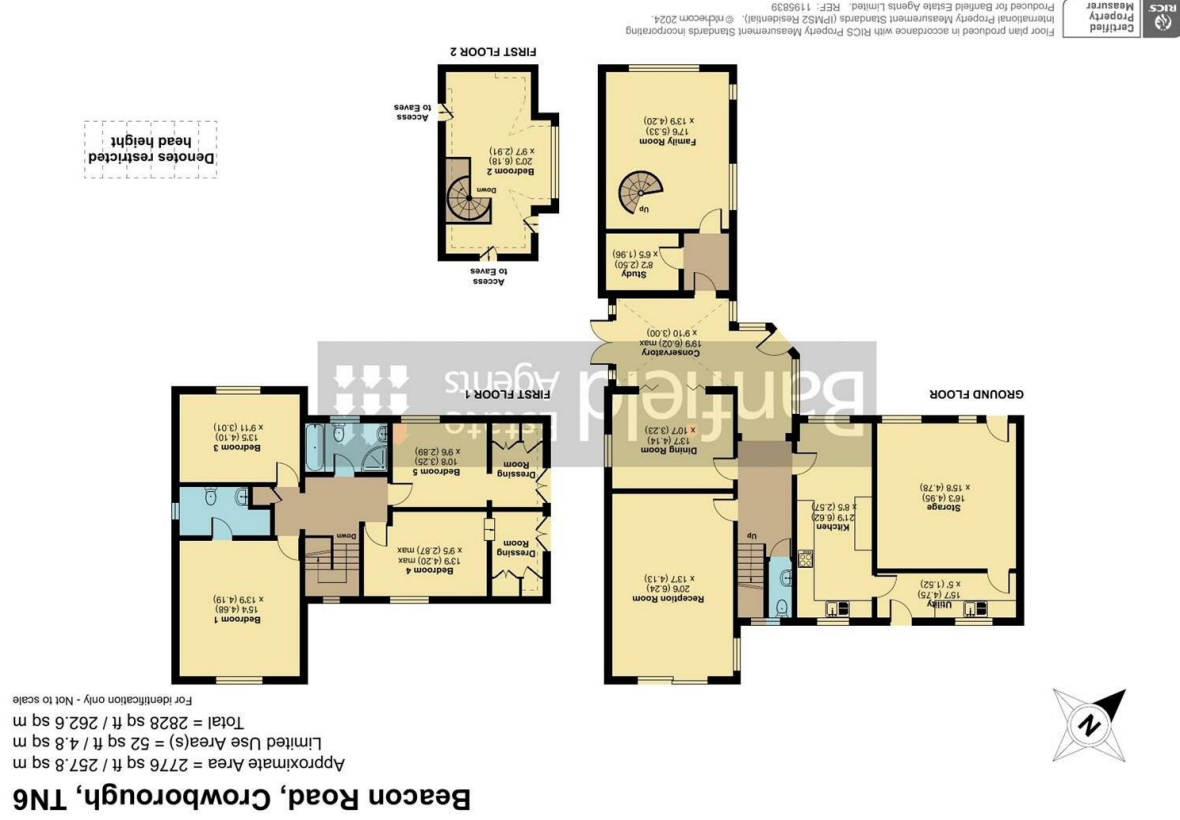 Beacon Road, Crowborough, TN6
Approximate Area = 2776 sq ft / 257.8 sq m
Limited Use Area(s) = 52 sq ft / 4.8 sq m
Total = 2828 sq ft / 262.6 sq m
For identification only - Not to scale
N
Utility
15'7 (4.75)
x 5' (1.52)
Storage
16'3 (4.95)
x 15'8 (4.78)
Kitchen
21'9 (6.62)
x 8'5 (2.57)
Up
Reception Room
20'6 (6.24)
x 13'7 (4.13)
Dining Room
13'7 (4.14)
x 10'7 (3.23)
Conservatory
19'9 (6.02) max
x 9'10 (3.00)
Study
8'2 (2.50)
x 6'5 (1.96)
Up
Family Room
17'6 (5.33)
x 13'9 (4.20)
GROUND FLOOR
Bedroom 1
15'4 (4.68)
x 13'9 (4.19)
Down
Bedroom 4
13'9 (4.20) max
x 9'5 (2.87) max
Dressing
Room
Dressing
Room
Bedroom 5
10'8 (3.25)
x 9'6 (2.89)
Bedroom 3
13'5 (4.10)
x 9'11 (3.01)
FIRST FLOOR 1
Banfield
Estate
Agents
Access
to Eaves
Down
Bedroom 2
20'3 (6.18)
x 9'7 (2.91)
Access
to Eaves
FIRST FLOOR 2
Denotes restricted
head height
Certified
Property
Measurer
RICS
Floor plan produced in accordance with RICS Property Measurement Standards incorporating
International Property Measurement Standards (IPMS2 Residential). ©nichecom 2024.
Produced for Banfield Estate Agents Limited. REF: 1195839